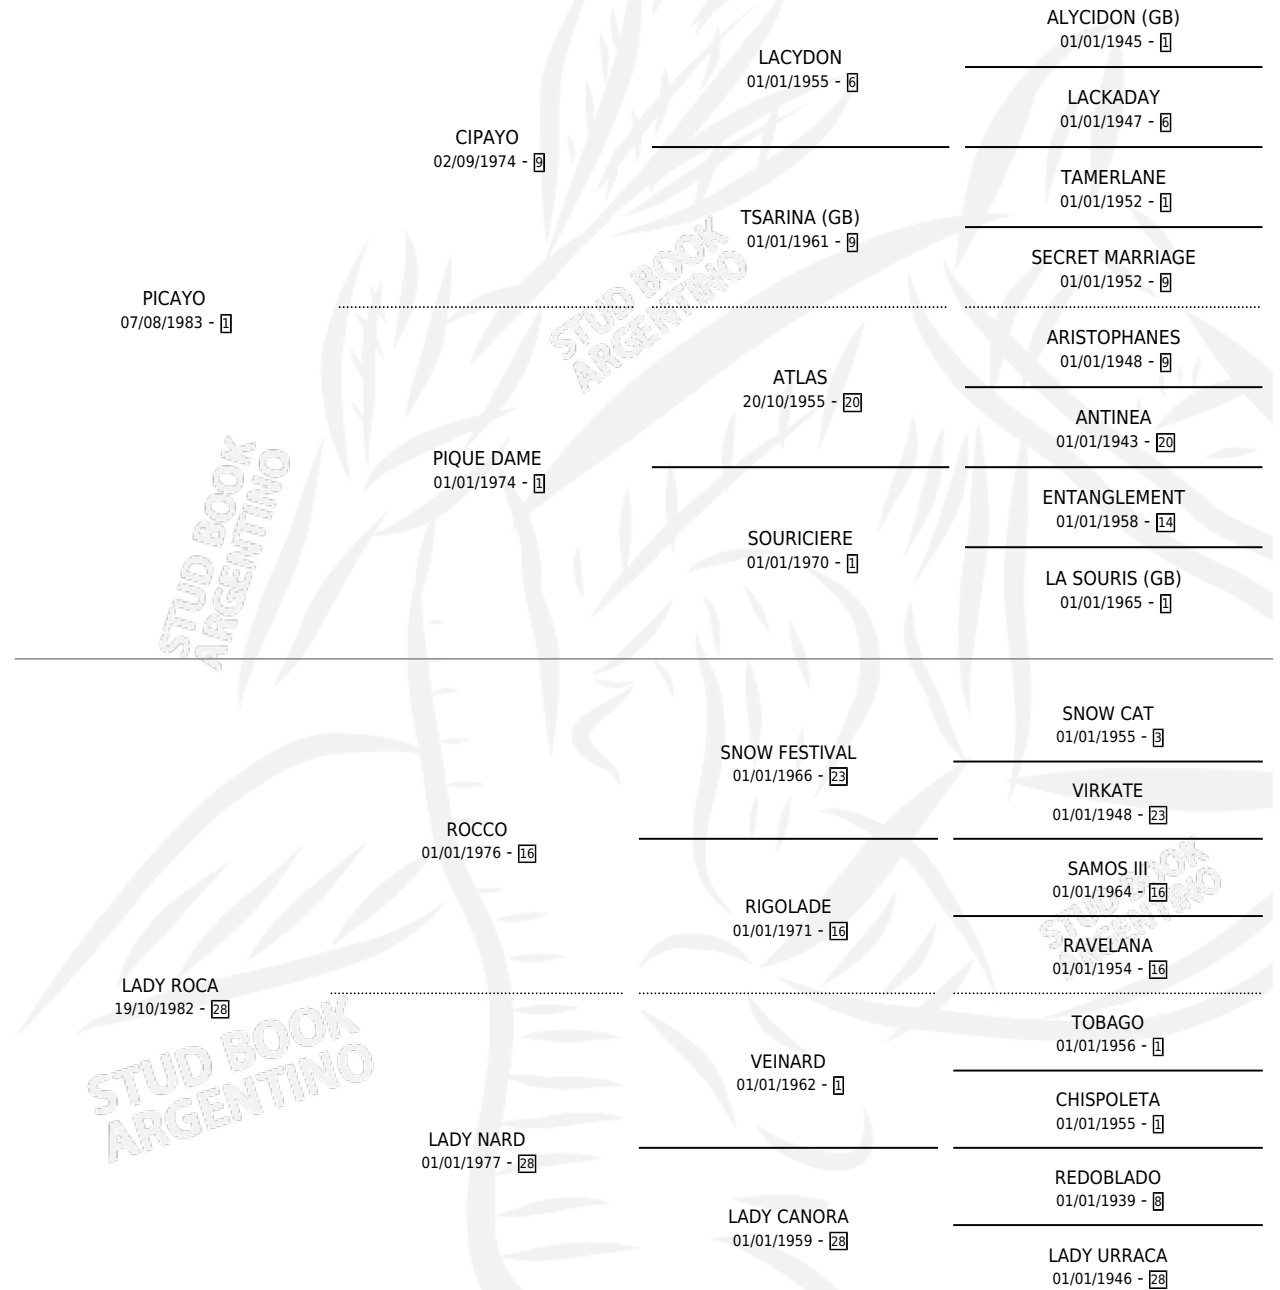 ALYCIDON (GB)
01/01/1945 - 1
LACYDON
01/01/1955 - 6
LACKADAY
01/01/1947 - 6
CIPAYO
02/09/1974 - 9
TAMERLANE
01/01/1952 - 1
TSARINA (GB)
01/01/1961 - 9
SECRET MARRIAGE
01/01/1952 - 9
PICAYO
07/08/1983 - 1
ARISTOPHANES
01/01/1948 - 9
ATLAS
20/10/1955 - 20
ANTINEA
01/01/1943 - 20
PIQUE DAME
01/01/1974 - 1
ENTANGLEMENT
01/01/1958 - 14
SOURICIERE
01/01/1970 - 1
LA SOURIS (GB)
01/01/1965 - 1
SNOW CAT
01/01/1955 - 3
SNOW FESTIVAL
01/01/1966 - 23
VIRKATE
01/01/1948 - 23
ROCCO
01/01/1976 - 16
SAMOS III
01/01/1964 - 16
RIGOLADE
01/01/1971 - 16
RAVELANA
01/01/1954 - 16
LADY ROCA
19/10/1982 - 28
TOBAGO
01/01/1956 - 1
VEINARD
01/01/1962 - 1
CHISPOLETA
01/01/1955 - 1
LADY NARD
01/01/1977 - 28
REDOBLADO
01/01/1939 - 8
LADY CANORA
01/01/1959 - 28
LADY URRACA
01/01/1946 - 28
STUD BOOK
ARGENTINO
STUD BOOK
ARGENTINO
STUD BOOK
ARGENTINO
STUD BOOK
ARGENTINO